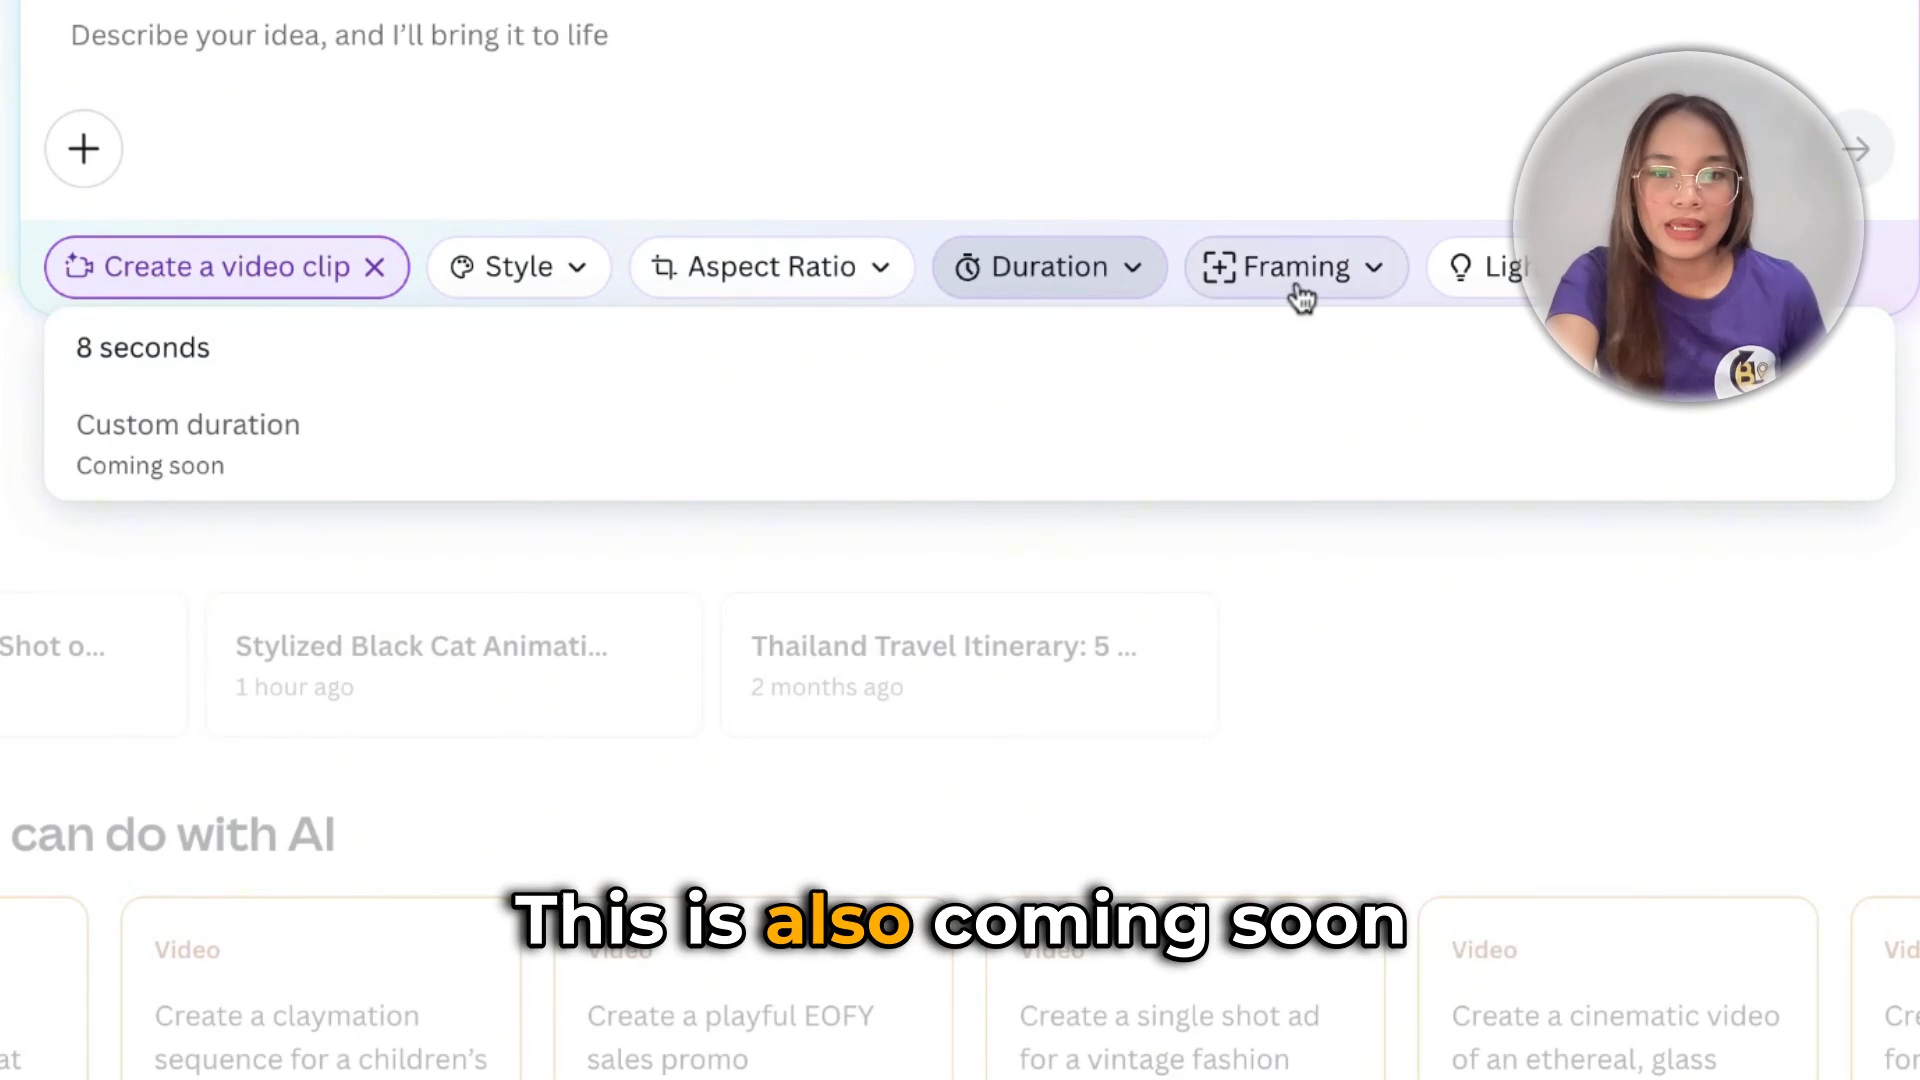 Describe your idea, and I'll bring it to life
Create a video clip
Style
Aspect Ratio
Duration
Framing
8 seconds
Custom duration
Coming soon
Shot o...
Stylized Black Cat Animati...
1 hour ago
Thailand Travel Itinerary: 5 ...
2 months ago
can do with AI
This is also coming soon
Video
Video
Video
Video
Create a claymation
sequence for a children's
Create a playful EOFY
sales promo
Create a single shot ad
for a vintage fashion
Create a cinematic video
of an ethereal, glass